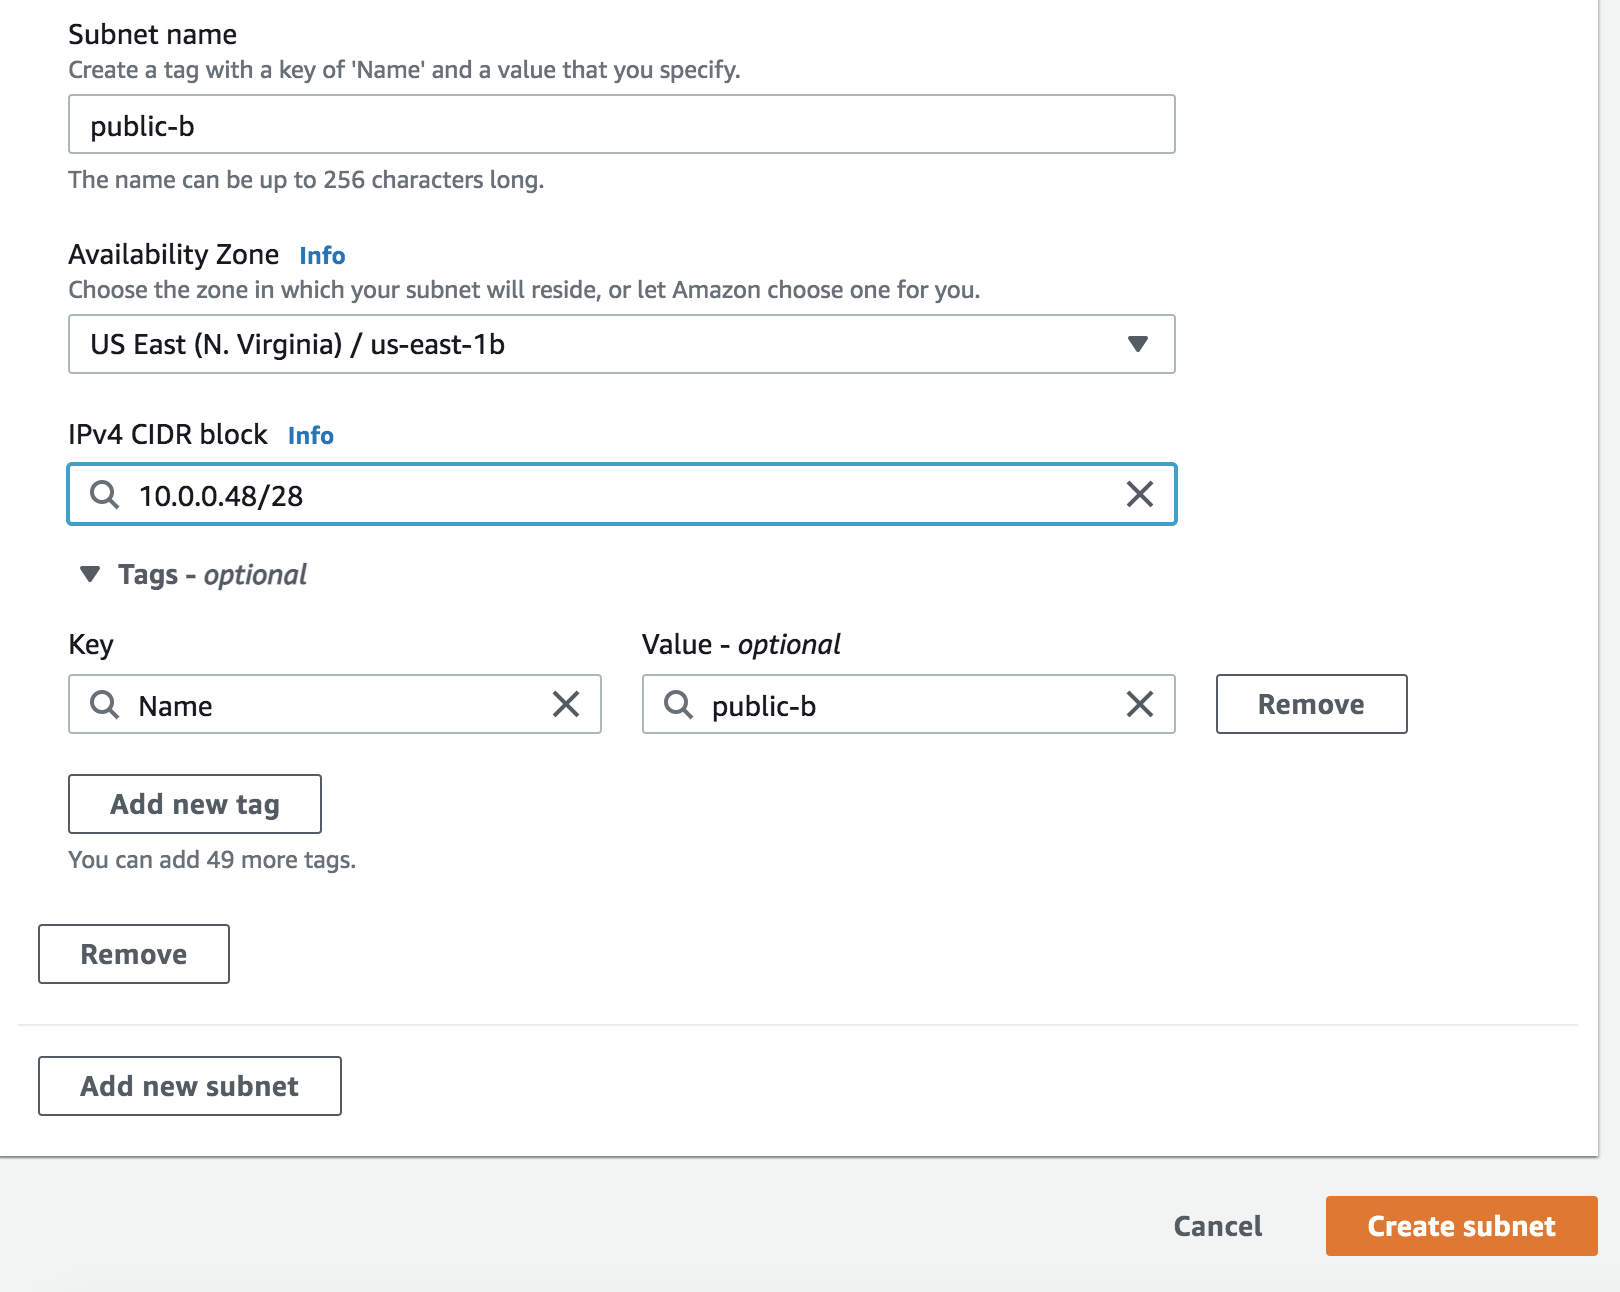 Subnet name
Create a tag with a key of 'Name' and a value that you specify.
public-b
The name can be up to 256 characters long.
Availability Zone Info
Choose the zone in which your subnet will reside, or let Amazon choose one for you.
US East (N. Virginia) / us-east-1b
IPv4 CIDR block Info
10.0.0.48/28
Tags - optional
Key Value - optional
Name public-b Remove
Add new tag
You can add 49 more tags.
Remove
Add new subnet
Cancel Create subnet